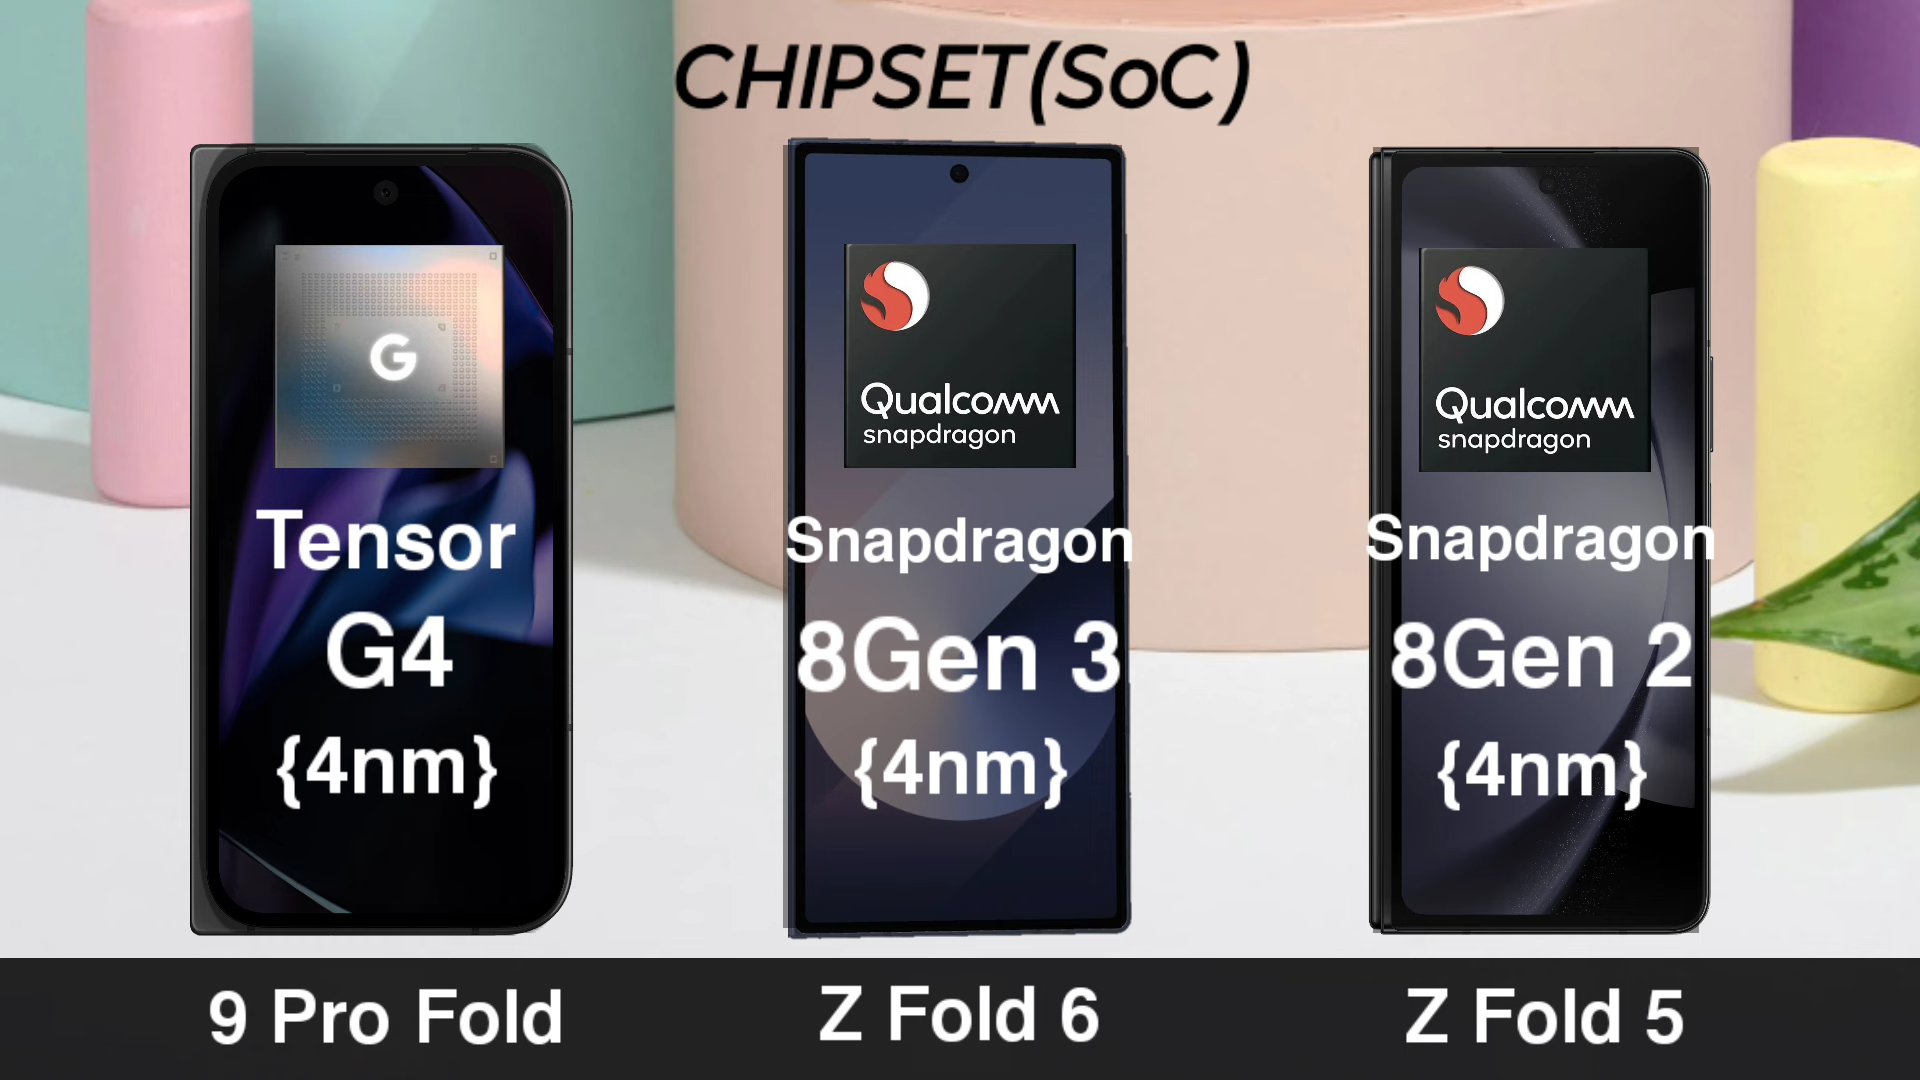 CHIPSET(SoC)
G
Tensor
G4
{4nm}
9 Pro Fold
Qualcomm
snapdragon
Snapdragon
8Gen 3
{4nm}
Z Fold 6
Qualcomm
snapdragon
Snapdragon
8Gen 2
{4nm}
Z Fold 5